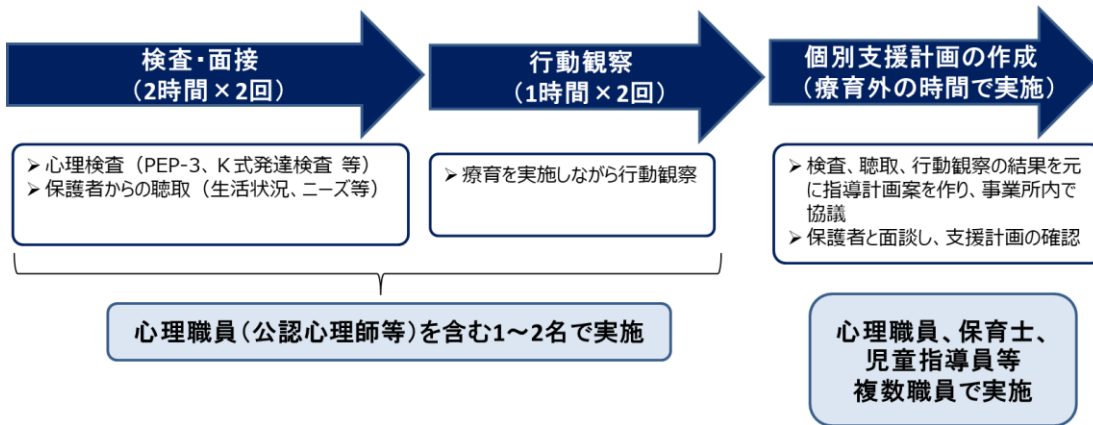 検査・面接
（2時間×2回）
行動観察
（1時間×2回）
個別支援計画の作成
（療育外の時間で実施）
➢ 心理検査（PEP-3、K式発達検査 等）
➢ 保護者からの聴取（生活状況、ニーズ等）
➢ 療育を実施しながら行動観察
➢ 検査、聴取、行動観察の結果を元
に指導計画案を作り、事業所内で
協議
➢ 保護者と面談し、支援計画の確認
心理職員（公認心理師等）を含む1～2名で実施
心理職員、保育士、
児童指導員等
複数職員で実施